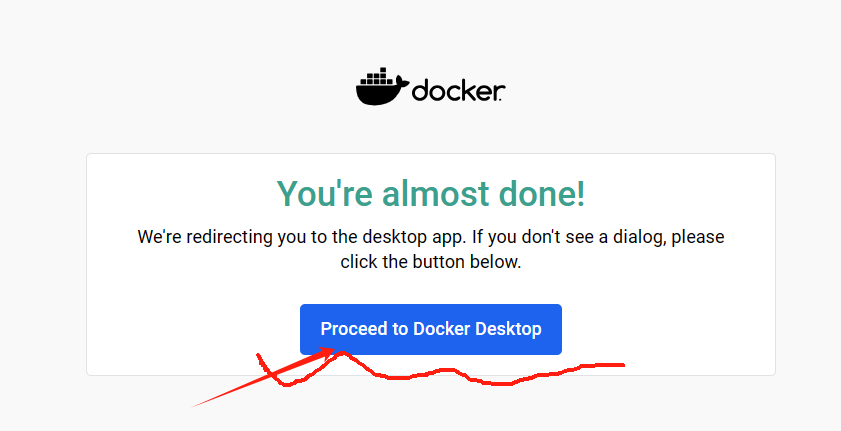 docker
You're almost done!
We're redirecting you to the desktop app. If you don't see a dialog, please
click the button below.
Proceed to Docker Desktop